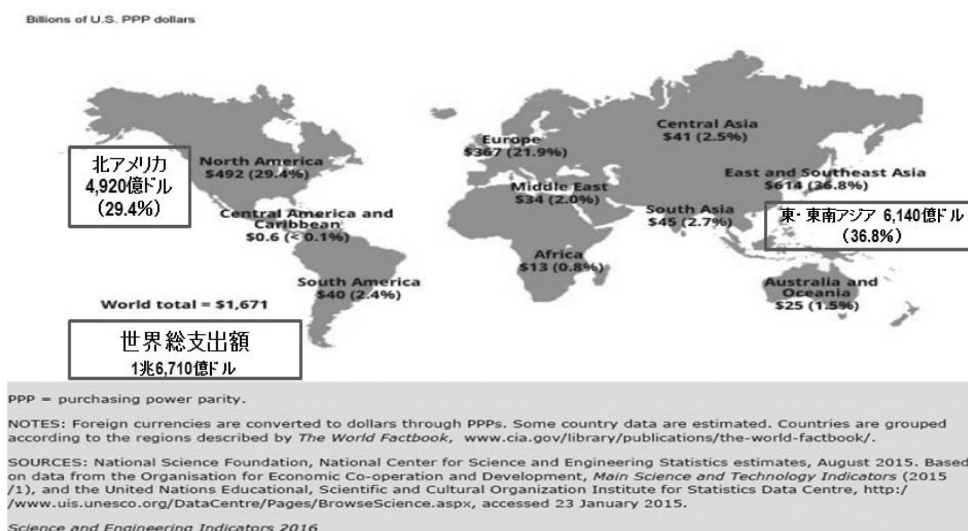 Billions of U.S. PPP dollars
Central Asia
$41 (2.5%)
Europe
$367 (21.9%)
北アメリカ
4,920億ドル
(29.4%)
North America
$492 (29.4%)
East and Southeast Asia
$614 (36.8%)
Middle East
$34 (2.0%)
South Asia
$45 (2.7%)
東・東南アジア 6,140億ドル
(36.8%)
Central America and
Caribbean
$0.6 (< 0.1%)
Africa
$13 (0.8%)
South America
$40 (2.4%)
Australia and
Oceania
$25 (1.5%)
World total = $1,671
世界総支出額
1兆6,710億ドル
PPP = purchasing power parity.
NOTES: Foreign currencies are converted to dollars through PPPs. Some country data are estimated. Countries are grouped
according to the regions described by The World Factbook, www.cia.gov/library/publications/the-world-factbook/.
SOURCES: National Science Foundation, National Center for Science and Engineering Statistics estimates, August 2015. Based
on data from the Organisation for Economic Co-operation and Development, Main Science and Technology Indicators (2015
/1), and the United Nations Educational, Scientific and Cultural Organization Institute for Statistics Data Centre, http:/
/www.uis.unesco.org/DataCentre/Pages/BrowseScience.aspx, accessed 23 January 2015.
Science and Engineering Indicators 2016